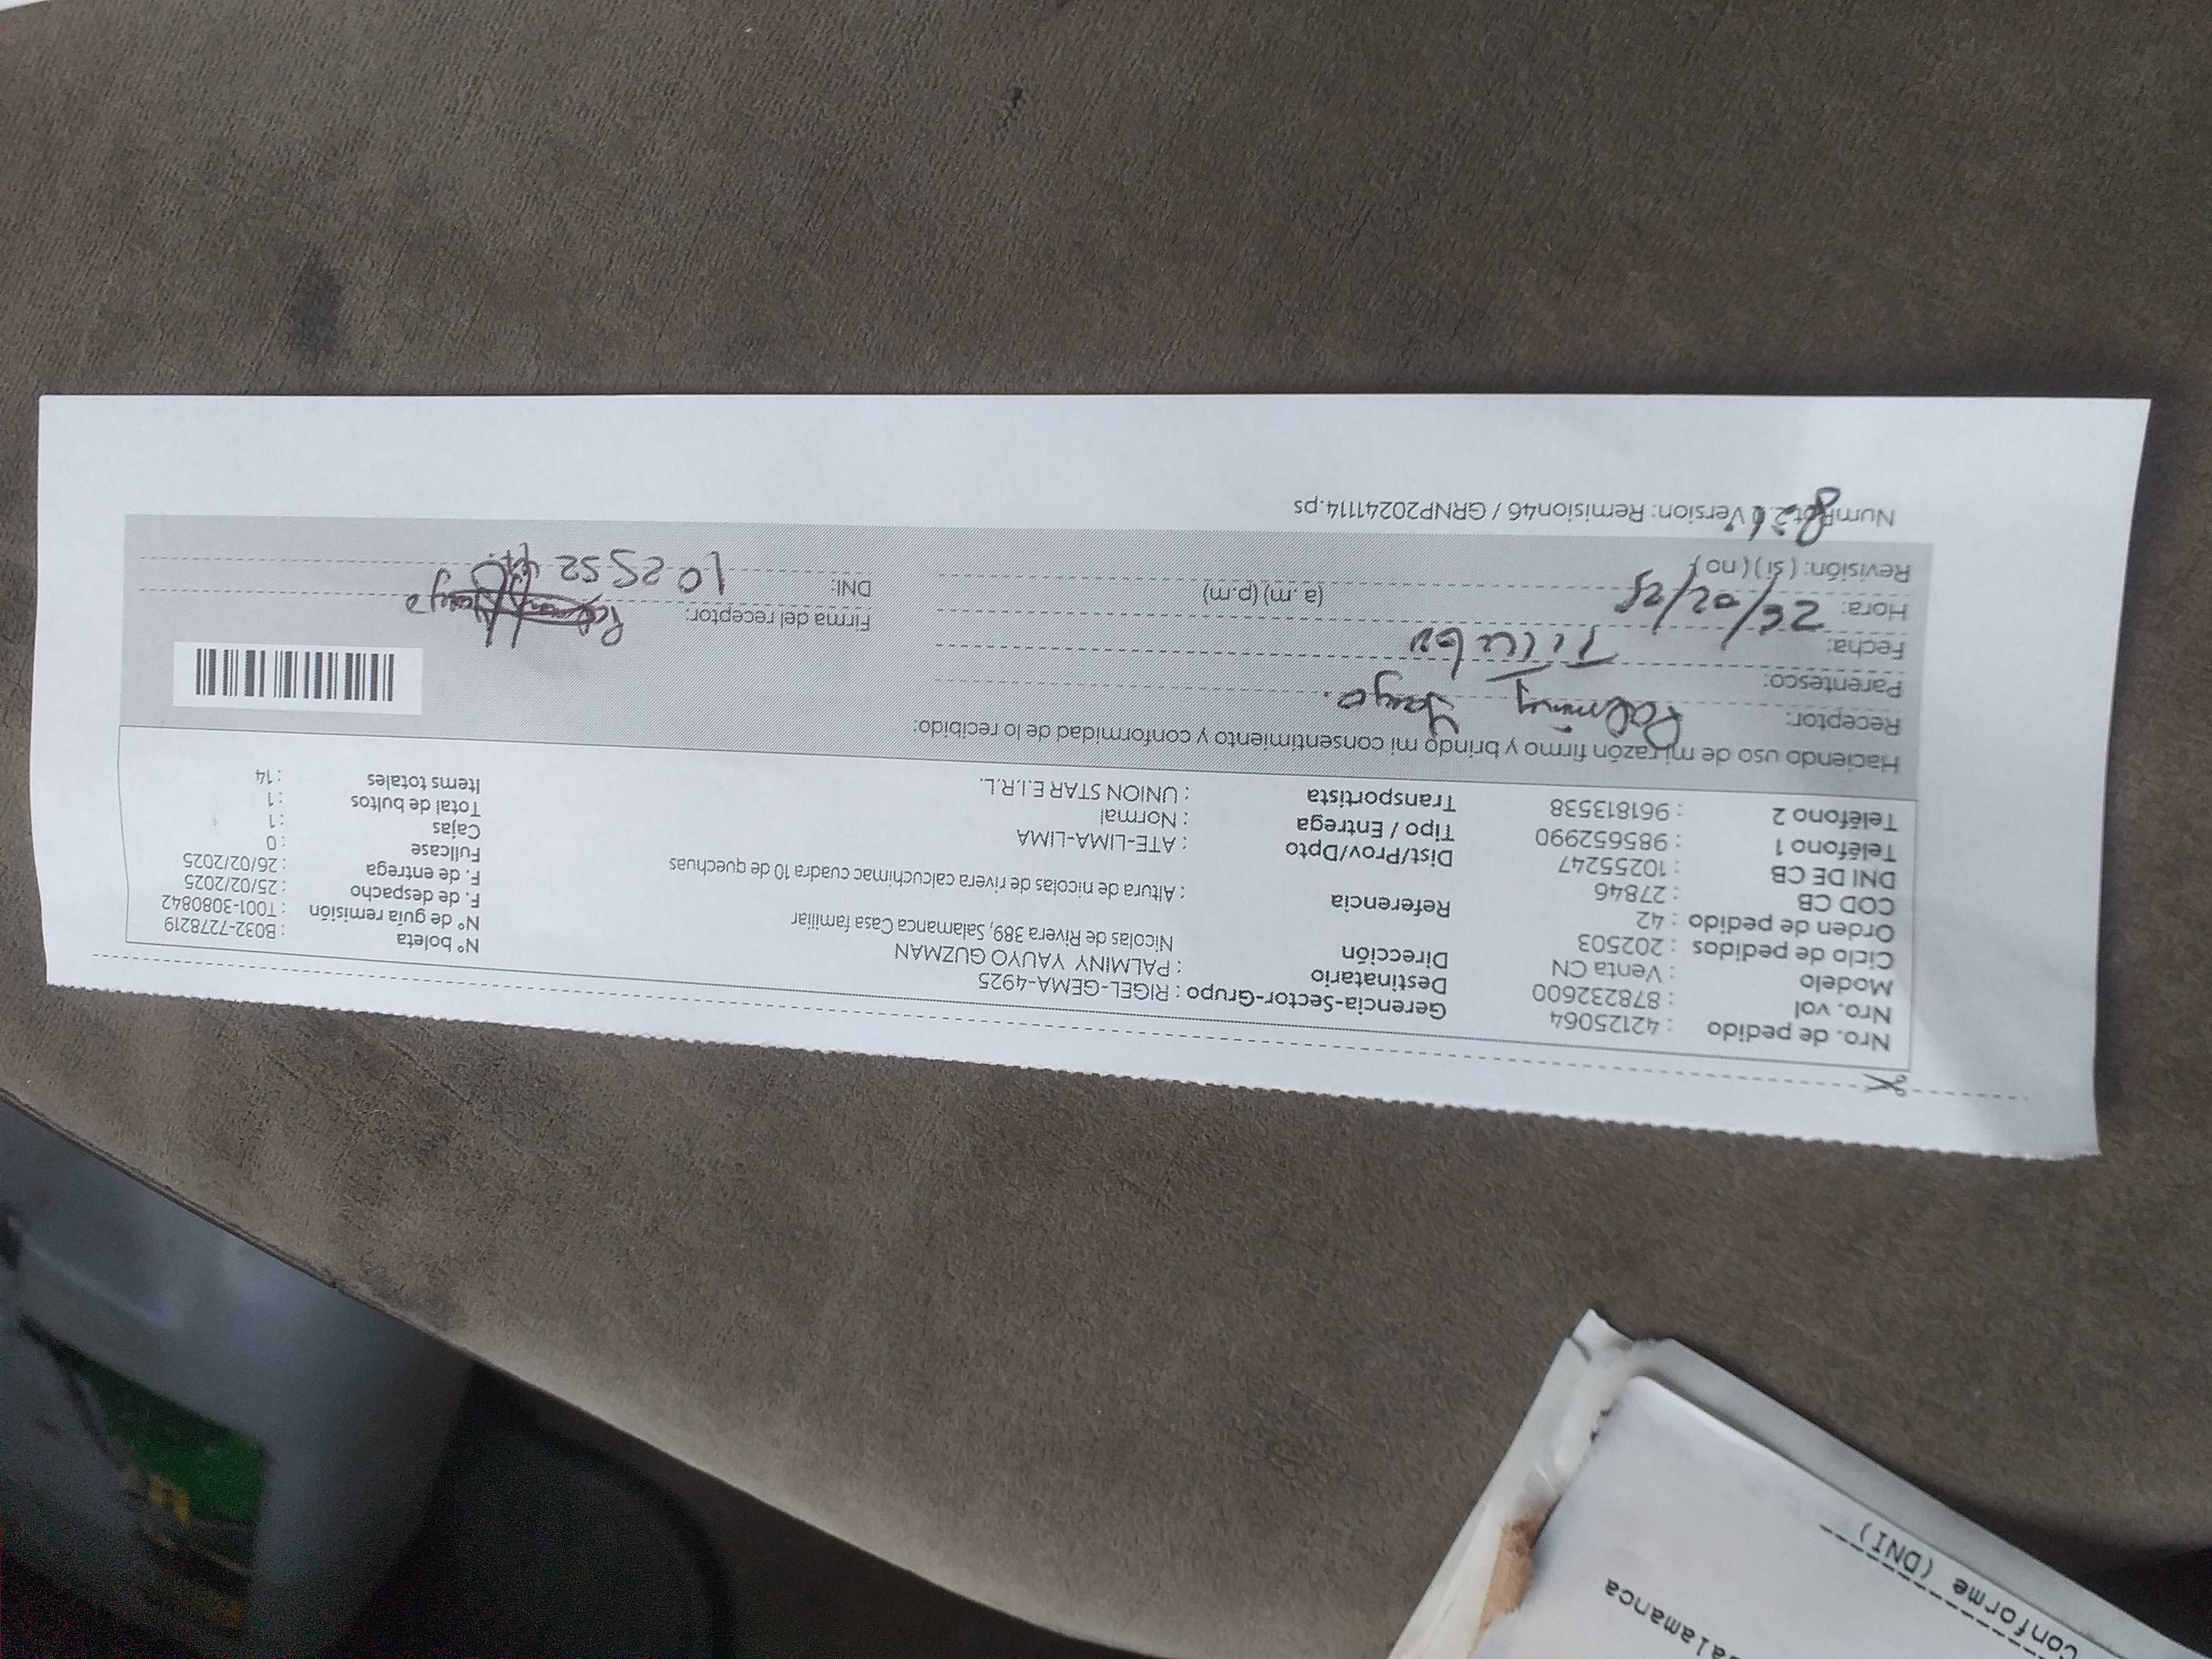 Nro. de pedido : 42125064 Gerencia-Sector-Grupo : RIGEL-GEMA-4925 N° boleta : B032-7278219
Nro. vol : 878232600 Destinatario : PALMINY YAUYO GUZMAN N° de guía remisión : T001-3080842
Modelo : Venta CN Dirección Nicolas de Rivera 389, Salamanca Casa familiar F. de despacho : 25/02/2025
Ciclo de pedidos : 202503 F. de entrega : 26/02/2025
Orden de pedido : 42 Referencia : Altura de nicolas de rivera calcuchimac cuadra 10 de quechuas Fullcase : 0
COD CB : 27846 Cajas : 1
DNI DE CB : 10255247 Dist/Prov/Dpto : ATE-LIMA-LIMA Total de bultos : 1
Teléfono 1 : 985652990 Tipo / Entrega : Normal Items totales : 14
Teléfono 2 : 961813538 Transportista : UNION STAR E.I.R.L.
Haciendo uso de mi razón firmo y brindo mi consentimiento y conformidad de lo recibido:
Receptor: Palminy Yauyo.
Parentesco: Titular
Fecha: 26/02/25
Hora: (a.m) (p.m) Firma del receptor:
Revisión: (si) (no) DNI: 102552
Version: Remision46 / GRNP20241114.ps
Conforme (DNI)
alamanca